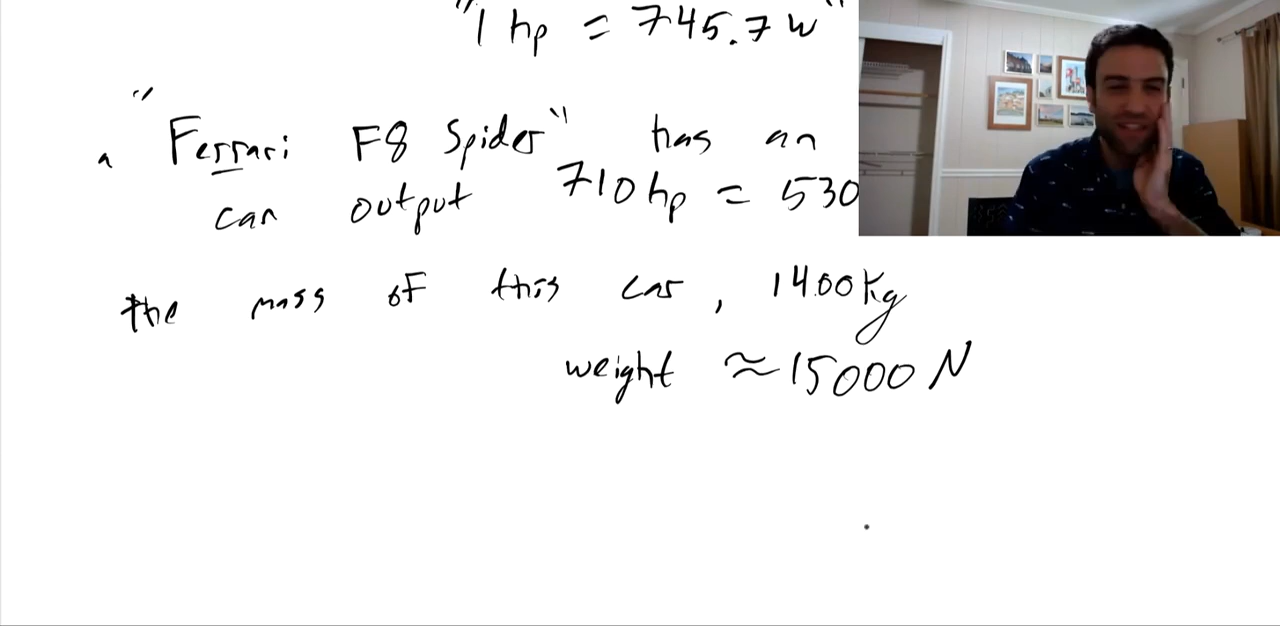 "1 hp = 745.7 W"
a "Ferrari F8 Spider" has an
can output 710 hp = 530
the mass of this car, 1400 Kg
weight ≈ 15000 N